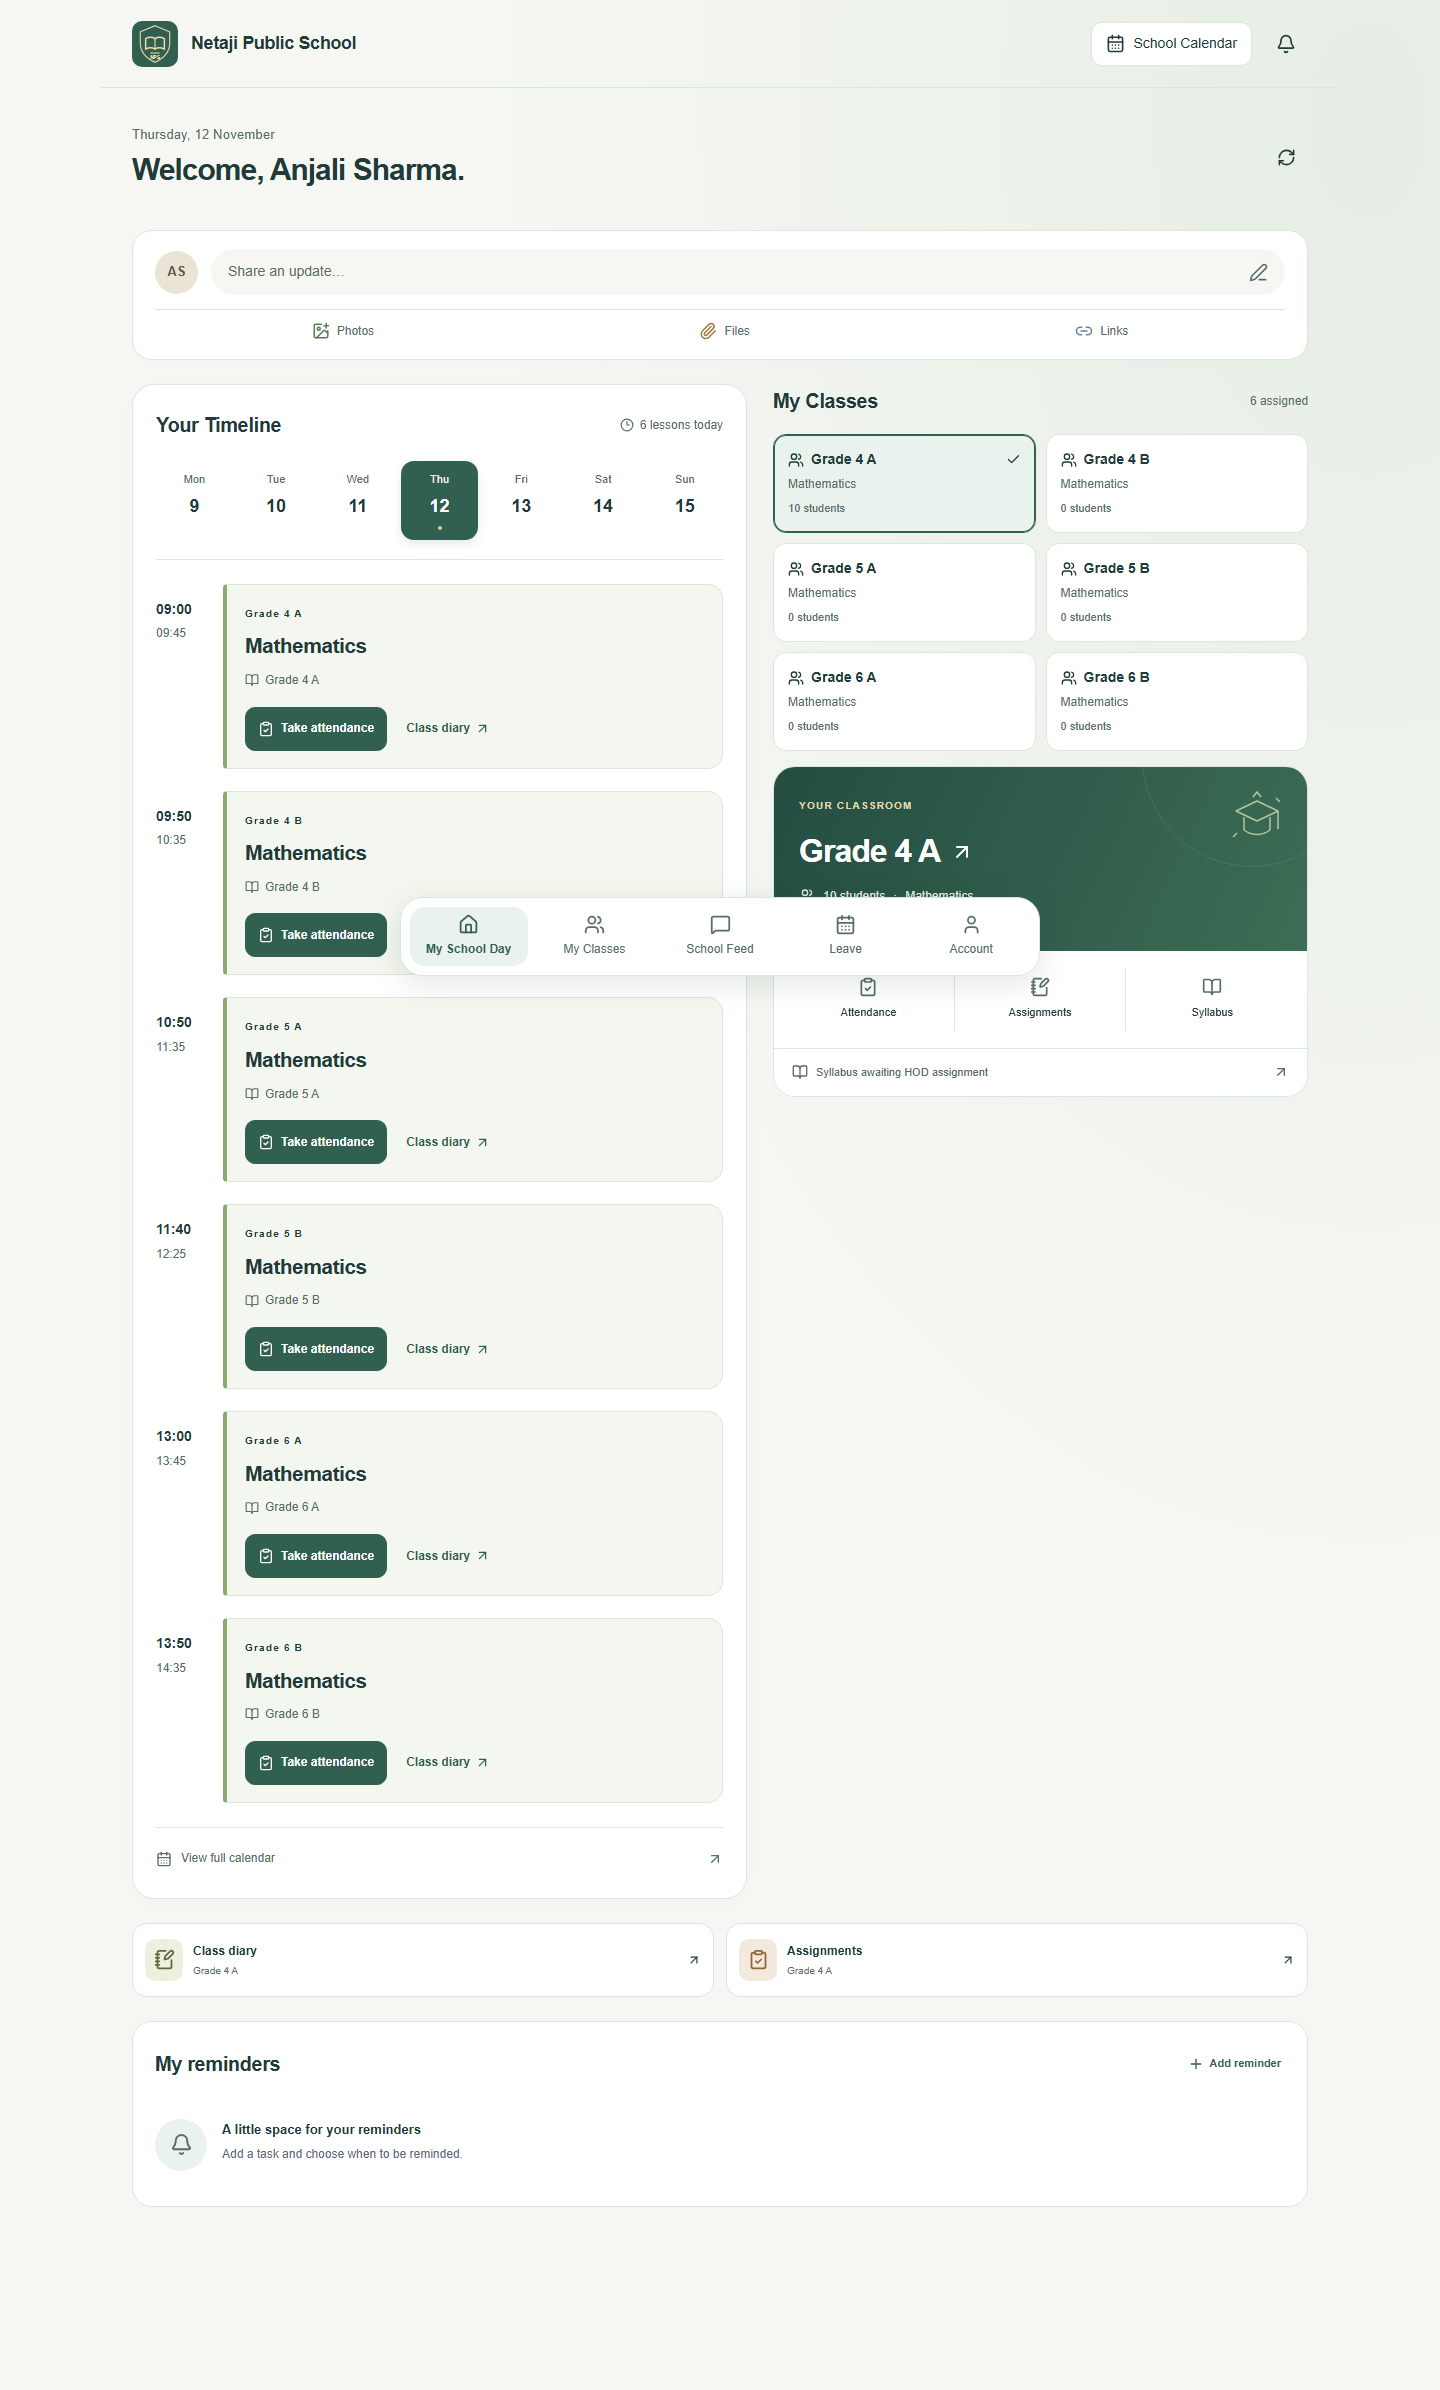 NPS
Netaji Public School
School Calendar
Thursday, 12 November
Welcome, Anjali Sharma.
AS
Share an update…
Photos
Files
Links
Your Timeline
6 lessons today
Mon Tue Wed Thu Fri Sat Sun
9 10 11 12 13 14 15
09:00
09:45
Grade 4 A
Mathematics
Grade 4 A
Take attendance
Class diary
09:50
10:35
Grade 4 B
Mathematics
Grade 4 B
Take attendance
10:50
11:35
Grade 5 A
Mathematics
Grade 5 A
Take attendance
Class diary
11:40
12:25
Grade 5 B
Mathematics
Grade 5 B
Take attendance
Class diary
13:00
13:45
Grade 6 A
Mathematics
Grade 6 A
Take attendance
Class diary
13:50
14:35
Grade 6 B
Mathematics
Grade 6 B
Take attendance
Class diary
View full calendar
My Classes
6 assigned
Grade 4 A
Mathematics
10 students
Grade 4 B
Mathematics
0 students
Grade 5 A
Mathematics
0 students
Grade 5 B
Mathematics
0 students
Grade 6 A
Mathematics
0 students
Grade 6 B
Mathematics
0 students
YOUR CLASSROOM
Grade 4 A
10 students · Mathematics
Attendance
Assignments
Syllabus
Syllabus awaiting HOD assignment
My School Day
My Classes
School Feed
Leave
Account
Class diary
Grade 4 A
Assignments
Grade 4 A
My reminders
Add reminder
A little space for your reminders
Add a task and choose when to be reminded.